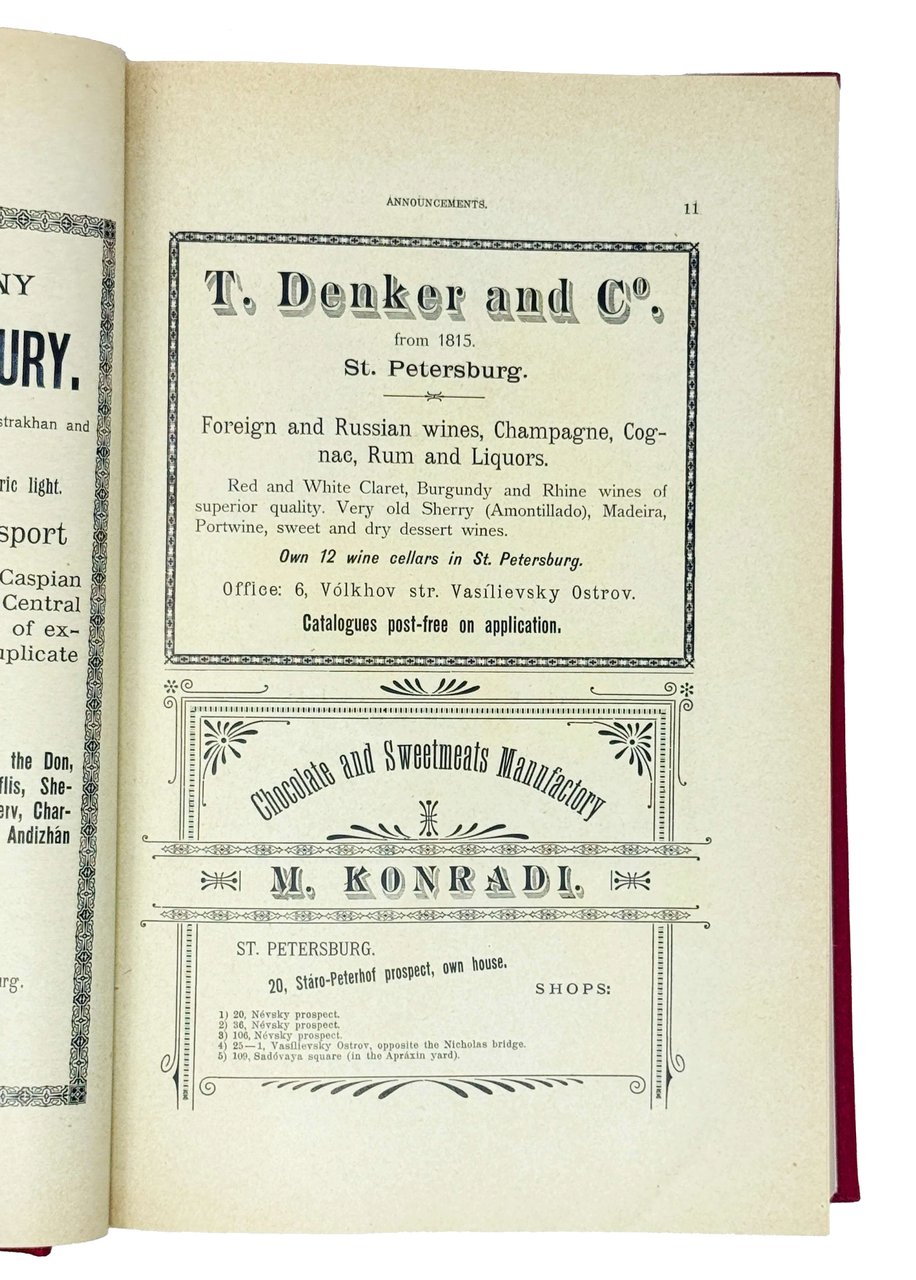 NY
URY.
strakhan and
ric light.
sport
Caspian
Central
of ex-
uplicate
the Don,
flis, She-
erv, Char-
Andizhán
urg.
ANNOUNCEMENTS.
11
T. Denker and Cº.
from 1815.
St. Petersburg.
Foreign and Russian wines, Champagne, Cog-
nac, Rum and Liquors.
Red and White Claret, Burgundy and Rhine wines of
superior quality. Very old Sherry (Amontillado), Madeira,
Portwine, sweet and dry dessert wines.
Own 12 wine cellars in St. Petersburg.
Office: 6, Vólkhov str. Vasílievsky Ostrov.
Catalogues post-free on application.
Chocolate and Sweetmeats Manufactory
M. KONRADI.
ST. PETERSBURG.
20, Stáro-Peterhof prospect, own house.
SHOPS:
1) 20, Névsky prospect.
2) 36, Névsky prospect.
3) 106, Névsky prospect.
4) 25—1, Vasílievsky Ostrov, opposite the Nicholas bridge.
5) 109, Sadóvaya square (in the Apráxin yard).